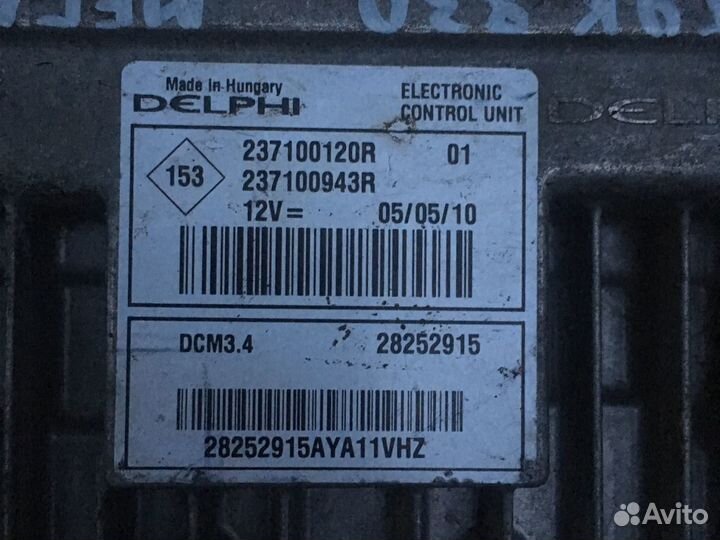 Made in Hungary
DELPHI
ELECTRONIC
CONTROL UNIT
DELPHI
153
237100120R 01
237100943R
12V= 05/05/10
DCM3.4 28252915
28252915AYA11VHZ
Avito